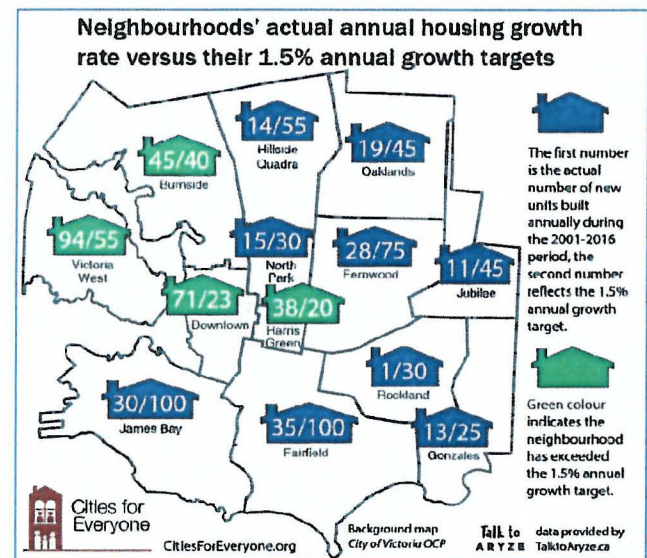 Neighbourhoods' actual annual housing growth
rate versus their 1.5% annual growth targets
14/55
Hillside
Quadra
45/40
Burnside
19/45
Oaklands
94/55
Victoria
West
15/30
North
Park
28/75
Fernwood
11/45
Jubilee
71/23
Downtown
38/20
Harris
Green
1/30
Rockland
30/100
James Bay
35/100
Fairfield
13/25
Gonzales
The first number
is the actual
number of new
units built
annually during
the 2001-2016
period, the
second number
reflects the 1.5%
annual growth
target.
Green colour
indicates the
neighbourhood
has exceeded
the 1.5% annual
growth target.
Cities for
Everyone
CitiesForEveryone.org
Background map
City of Victoria OCP
Talk to
ARYZE
data provided by
TalktoAryze.ca